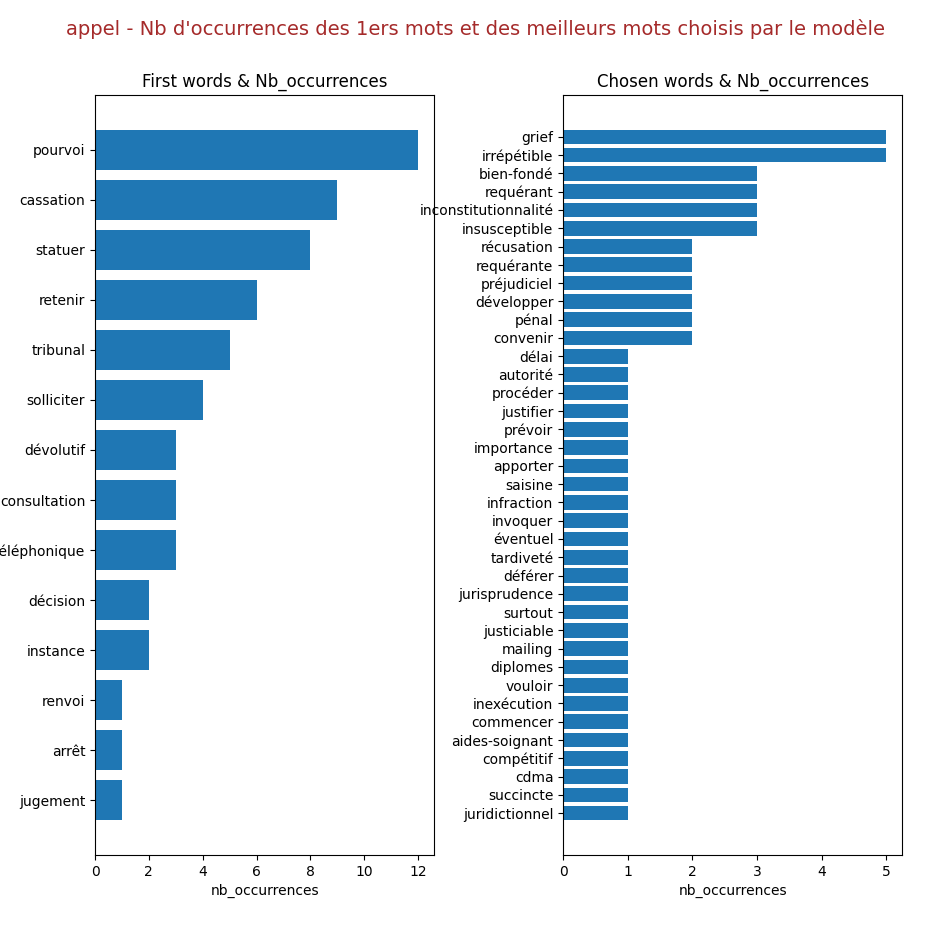 appel - Nb d'occurrences des 1ers mots et des meilleurs mots choisis par le modèle
First words & Nb_occurrences
pourvoi
cassation
statuer
retenir
tribunal
solliciter
dévolutif
consultation
éléphonique
décision
instance
renvoi
arrêt
jugement
0 2 4 6 8 10 12
nb_occurrences
Chosen words & Nb_occurrences
grief
irrépétible
bien-fondé
requérant
inconstitutionnalité
insusceptible
récusation
requérante
préjudiciel
développer
pénal
convenir
délai
autorité
procéder
justifier
prévoir
importance
apporter
saisine
infraction
invoquer
éventuel
tardiveté
déférer
jurisprudence
surtout
justiciable
mailing
diplomes
vouloir
inexécution
commencer
aides-soignant
compétitif
cdma
succincte
juridictionnel
0 1 2 3 4 5
nb_occurrences